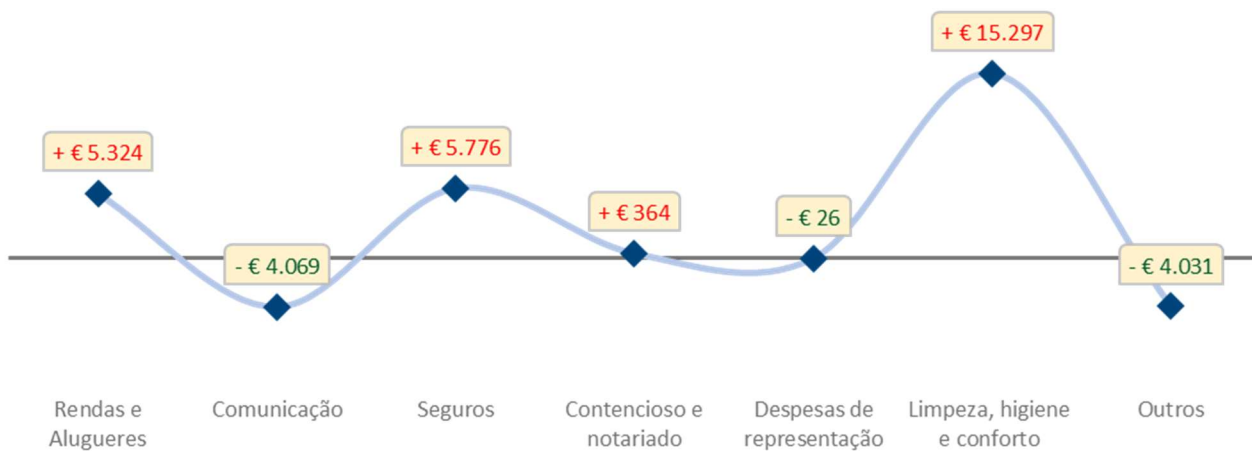 + € 15.297
+ € 5.324
+ € 5.776
+ € 364
- € 26
- € 4.069
- € 4.031
Rendas e
Alugueres
Comunicação
Seguros
Contencioso e
notariado
Despesas de
representação
Limpeza, higiene
e conforto
Outros